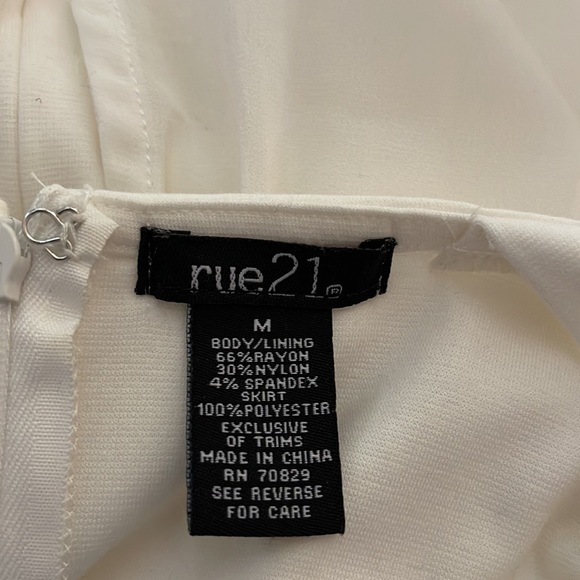 rue21®
M
BODY/LINING
66%RAYON
30%NYLON
4% SPANDEX
SKIRT
100%POLYESTER
EXCLUSIVE
OF TRIMS
MADE IN CHINA
RN 70829
SEE REVERSE
FOR CARE